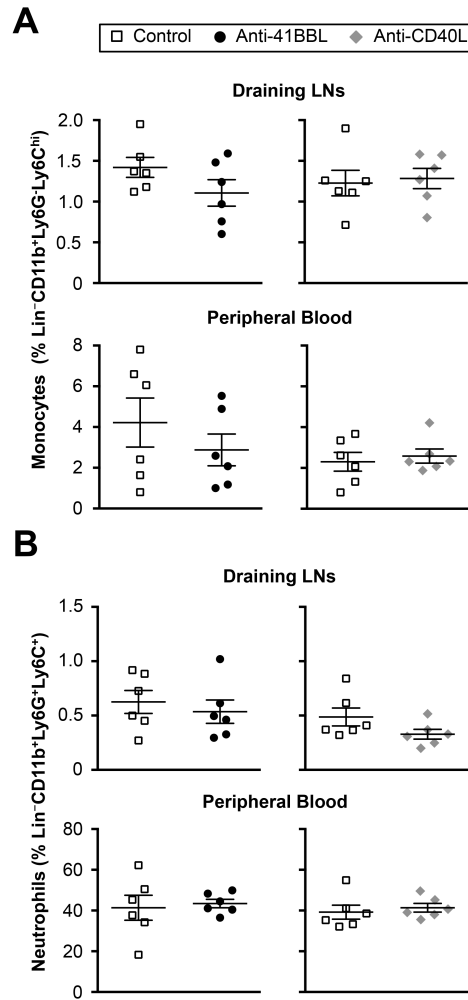 A
Control Anti-41BBL Anti-CD40L
Draining LNs
2.0
1.5
1.0
0.5
0
Peripheral Blood
8
6
4
2
0
Monocytes (% Lin⁻CD11b⁺Ly6G⁻Ly6Cʰⁱ)
B
Draining LNs
1.5
1.0
0.5
0
Peripheral Blood
80
60
40
20
0
Neutrophils (% Lin⁻CD11b⁺Ly6G⁺Ly6C⁺)